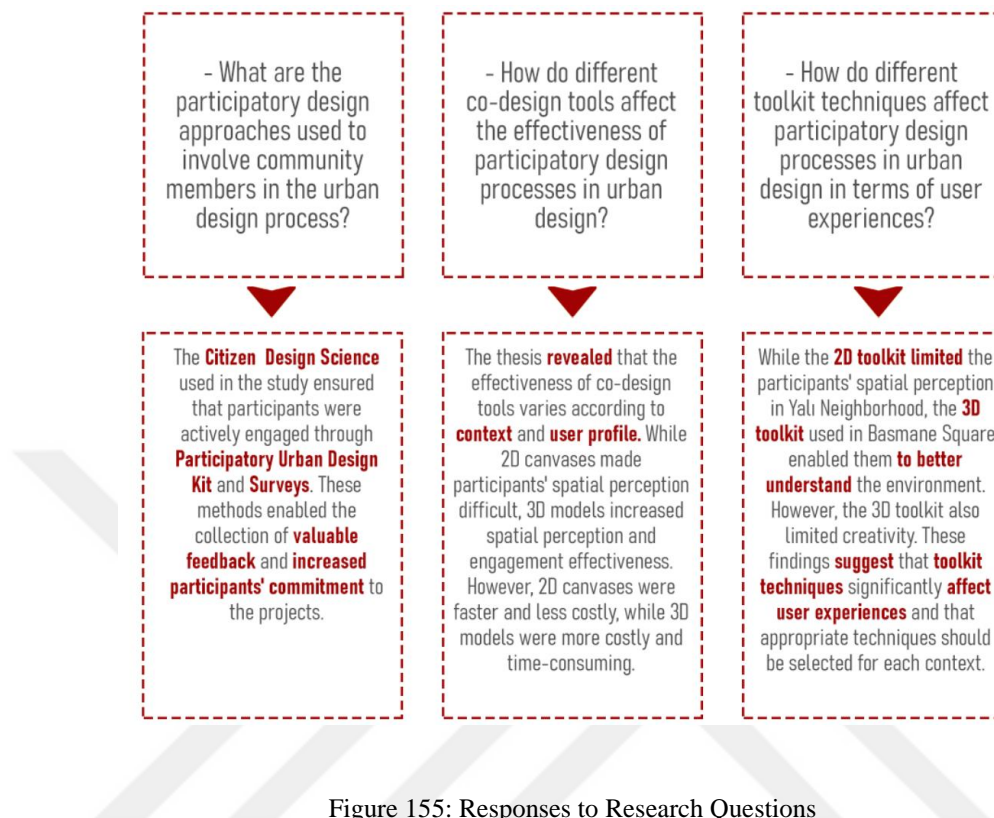 - What are the
participatory design
approaches used to
involve community
members in the urban
design process?
The Citizen Design Science
used in the study ensured
that participants were
actively engaged through
Participatory Urban Design
Kit and Surveys. These
methods enabled the
collection of valuable
feedback and increased
participants' commitment to
the projects.
- How do different
co-design tools affect
the effectiveness of
participatory design
processes in urban
design?
The thesis revealed that the
effectiveness of co-design
tools varies according to
context and user profile. While
2D canvases made
participants' spatial perception
difficult, 3D models increased
spatial perception and
engagement effectiveness.
However, 2D canvases were
faster and less costly, while 3D
models were more costly and
time-consuming.
- How do different
toolkit techniques affect
participatory design
processes in urban
design in terms of user
experiences?
While the 2D toolkit limited the
participants' spatial perception
in Yalı Neighborhood, the 3D
toolkit used in Basmane Square
enabled them to better
understand the environment.
However, the 3D toolkit also
limited creativity. These
findings suggest that toolkit
techniques significantly affect
user experiences and that
appropriate techniques should
be selected for each context.
Figure 155: Responses to Research Questions